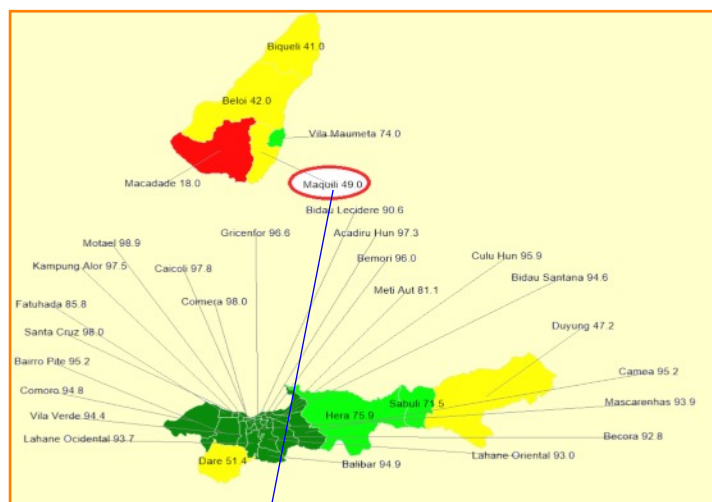 Biqueli 41.0
Beloi 42.0
Vila Maumeta 74.0
Macadade 18.0
Maquili 49.0
Bidau Lecidere 90.6
Gricenfor 96.6
Acadiru Hun 97.3
Motael 98.9
Bemori 96.0
Culu Hun 95.9
Kampung Alor 97.5
Caicoli 97.8
Bidau Santana 94.6
Meti Aut 81.1
Fatuhada 85.8
Colmera 98.0
Duyung 47.2
Santa Cruz 98.0
Bairro Pite 95.2
Camea 95.2
Comoro 94.8
Sabuli 71.5
Mascarenhas 93.9
Vila Verde 94.4
Hera 75.9
Lahane Ocidental 93.7
Becora 92.8
Dare 51.4
Balibar 94.9
Lahane Oriental 93.0